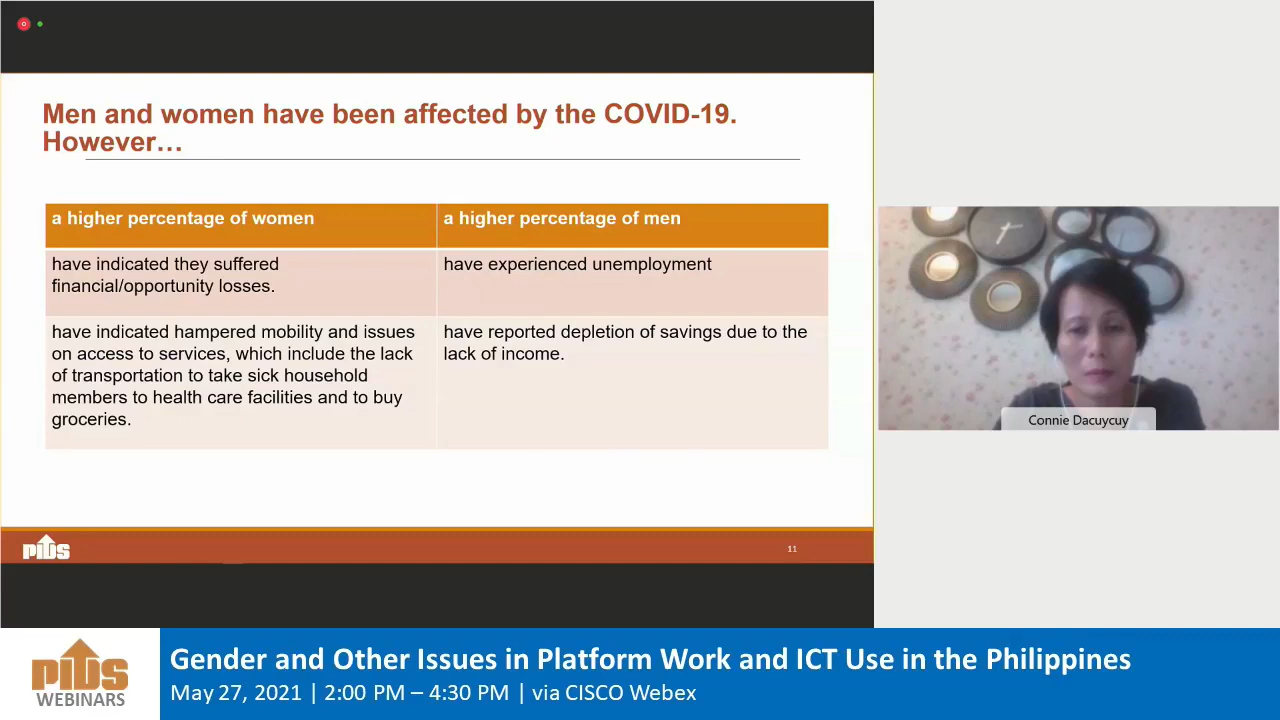 Men and women have been affected by the COVID-19.
However…
a higher percentage of women
a higher percentage of men
have indicated they suffered
financial/opportunity losses.
have experienced unemployment
have indicated hampered mobility and issues
on access to services, which include the lack
of transportation to take sick household
members to health care facilities and to buy
groceries.
have reported depletion of savings due to the
lack of income.
PIDS
11
Connie Dacuycuy
PIDS
WEBINARS
Gender and Other Issues in Platform Work and ICT Use in the Philippines
May 27, 2021 | 2:00 PM – 4:30 PM | via CISCO Webex